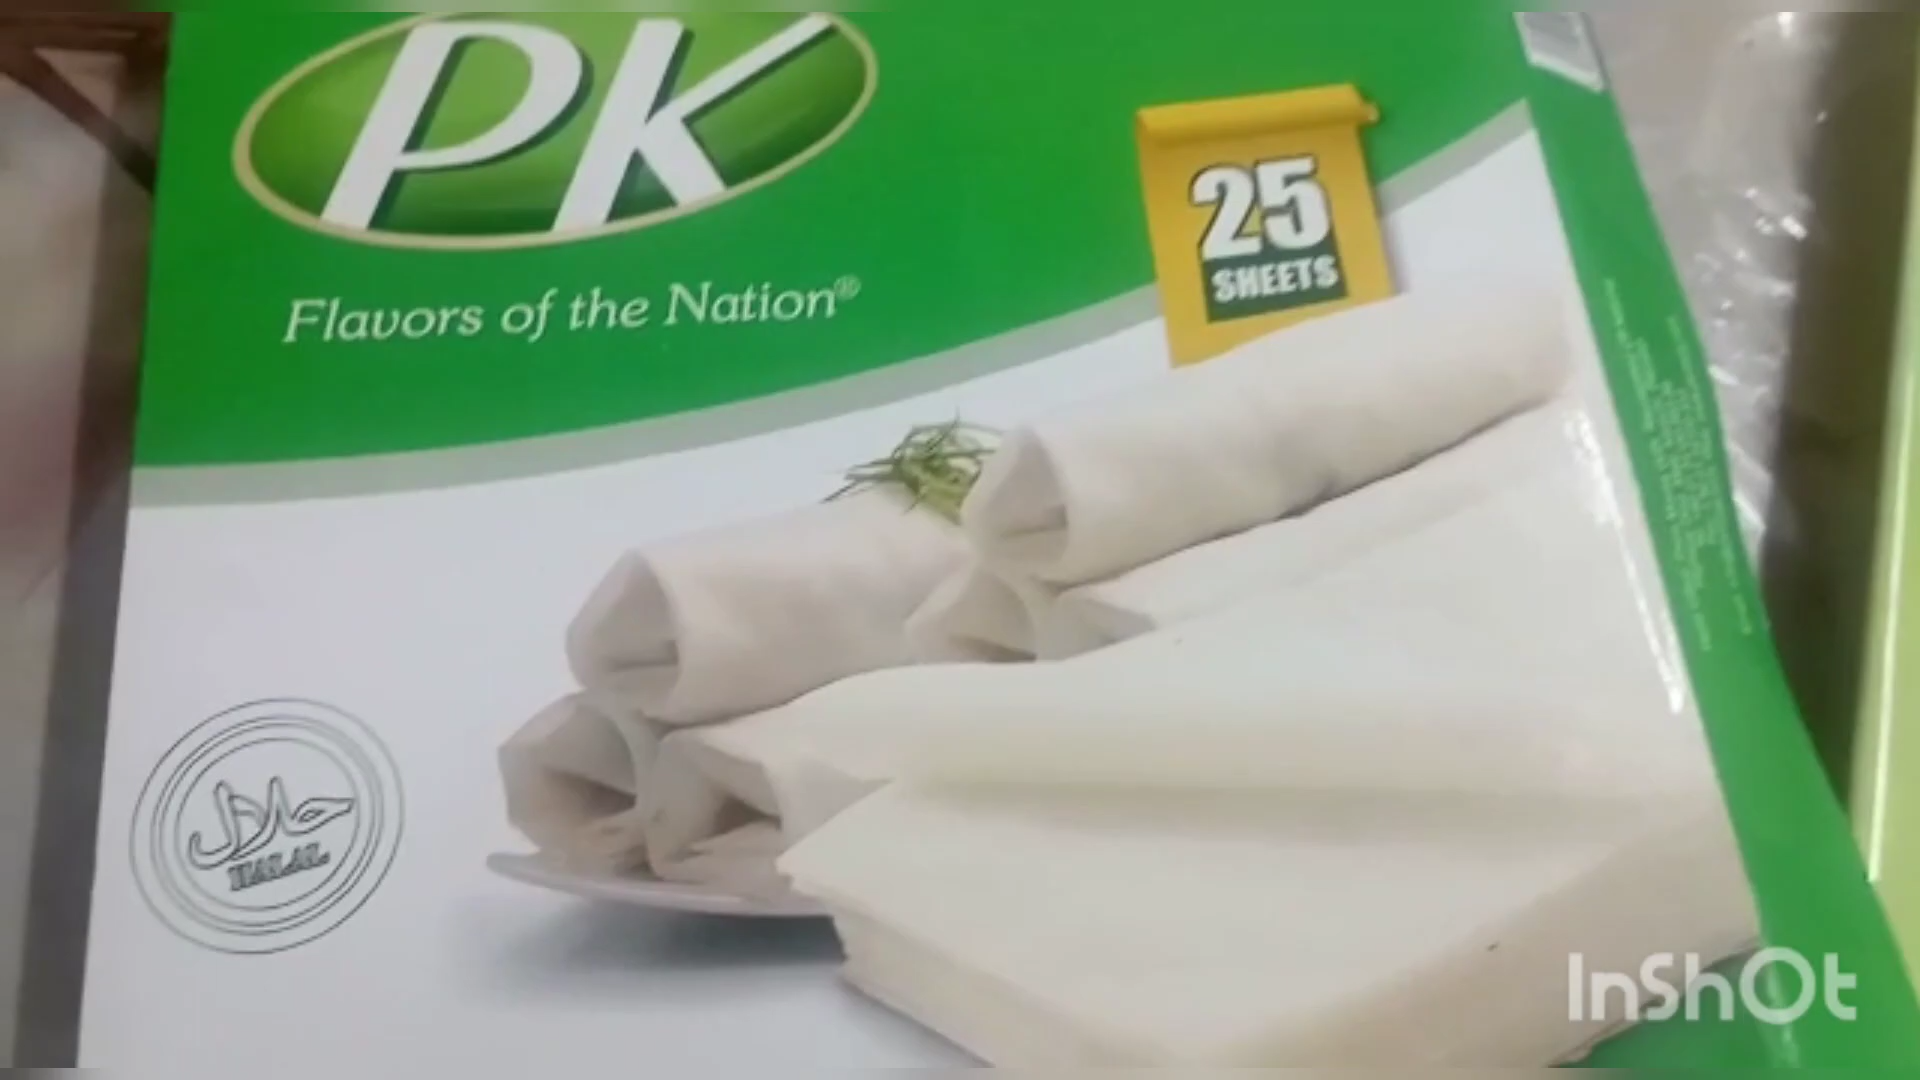 PK
25
SHEETS
Flavors of the Nation®
حلال
HALAL
InShOt